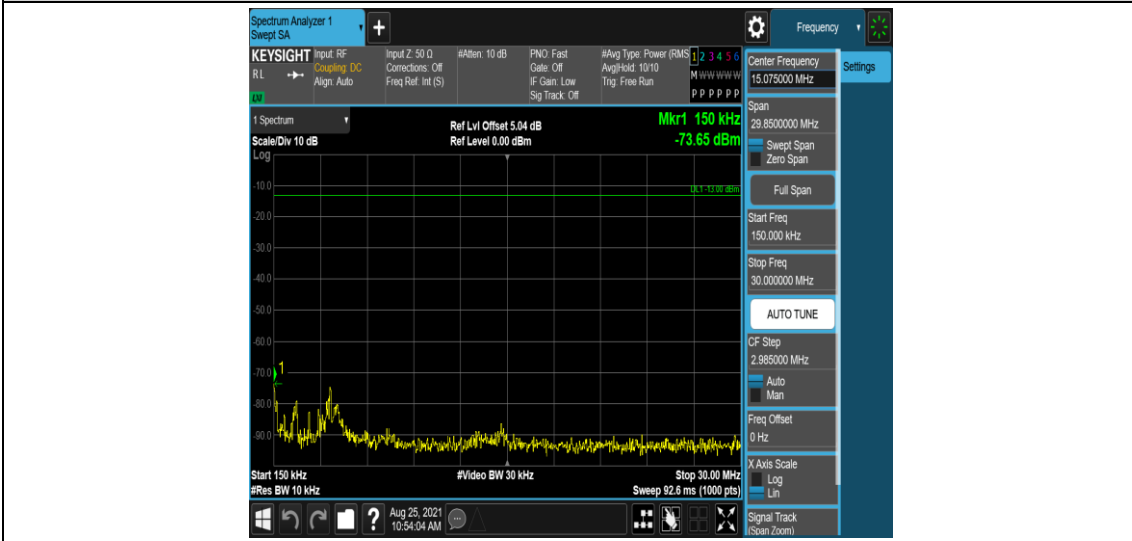 Spectrum Analyzer 1
Swept SA
+
Frequency
KEYSIGHT
RL
LM
Input: RF
Coupling: DC
Align: Auto
Input Z: 50 Ω
Corrections: Off
Freq Ref: Int (S)
#Atten: 10 dB
PNO: Fast
Gate: Off
IF Gain: Low
Sig Track: Off
#Avg Type: Power (RMS
Avg|Hold: 10/10
Trig: Free Run
1 2 3 4 5 6
M W W W W W
P P P P P P
1 Spectrum
Scale/Div 10 dB
Log
Ref Lvl Offset 5.04 dB
Ref Level 0.00 dBm
Mkr1 150 kHz
-73.65 dBm
DL1 -13.00 dBm
-10.0
-20.0
-30.0
-40.0
-50.0
-60.0
-70.0
1
-80.0
-90.0
Start 150 kHz
#Res BW 10 kHz
#Video BW 30 kHz
Stop 30.00 MHz
Sweep 92.6 ms (1000 pts)
?
Aug 25, 2021
10:54:04 AM
Center Frequency
15.075000 MHz
Span
29.8500000 MHz
Swept Span
Zero Span
Full Span
Start Freq
150.000 kHz
Stop Freq
30.000000 MHz
AUTO TUNE
CF Step
2.985000 MHz
Auto
Man
Freq Offset
0 Hz
X Axis Scale
Log
Lin
Signal Track
(Span Zoom)
Settings